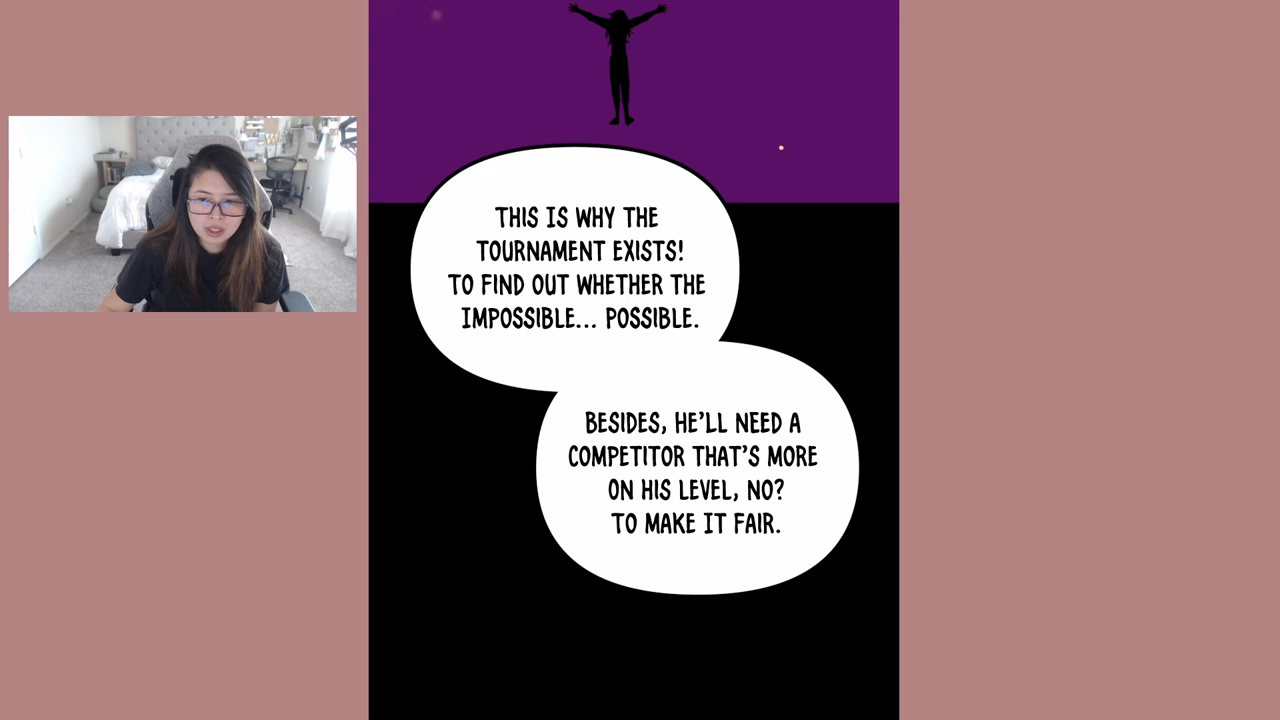 THIS IS WHY THE
TOURNAMENT EXISTS!
TO FIND OUT WHETHER THE
IMPOSSIBLE... POSSIBLE.
BESIDES, HE'LL NEED A
COMPETITOR THAT'S MORE
ON HIS LEVEL, NO?
TO MAKE IT FAIR.